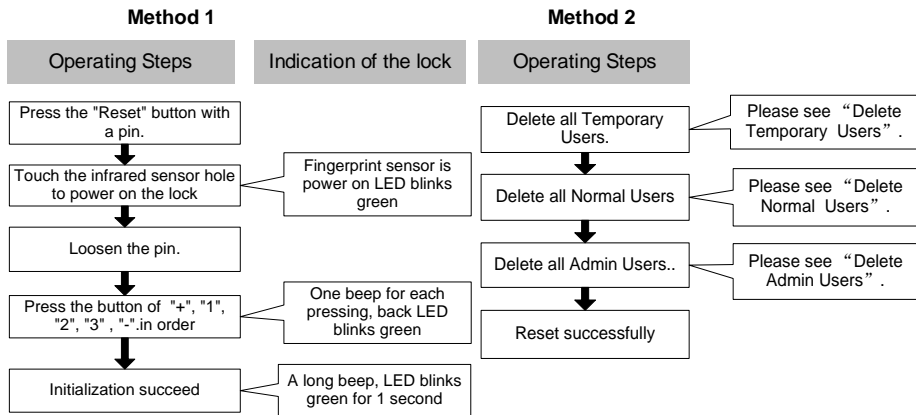 Method 1
Method 2
Operating Steps
Indication of the lock
Operating Steps
Press the "Reset" button with
a pin.
Touch the infrared sensor hole
to power on the lock
Fingerprint sensor is
power on LED blinks
green
Loosen the pin.
Press the button of "+", "1",
"2", "3" , "-".in order
One beep for each
pressing, back LED
blinks green
Initialization succeed
A long beep, LED blinks
green for 1 second
Delete all Temporary
Users.
Please see “Delete
Temporary Users”.
Delete all Normal Users
Please see “Delete
Normal Users”.
Delete all Admin Users..
Please see “Delete
Admin Users”.
Reset successfully